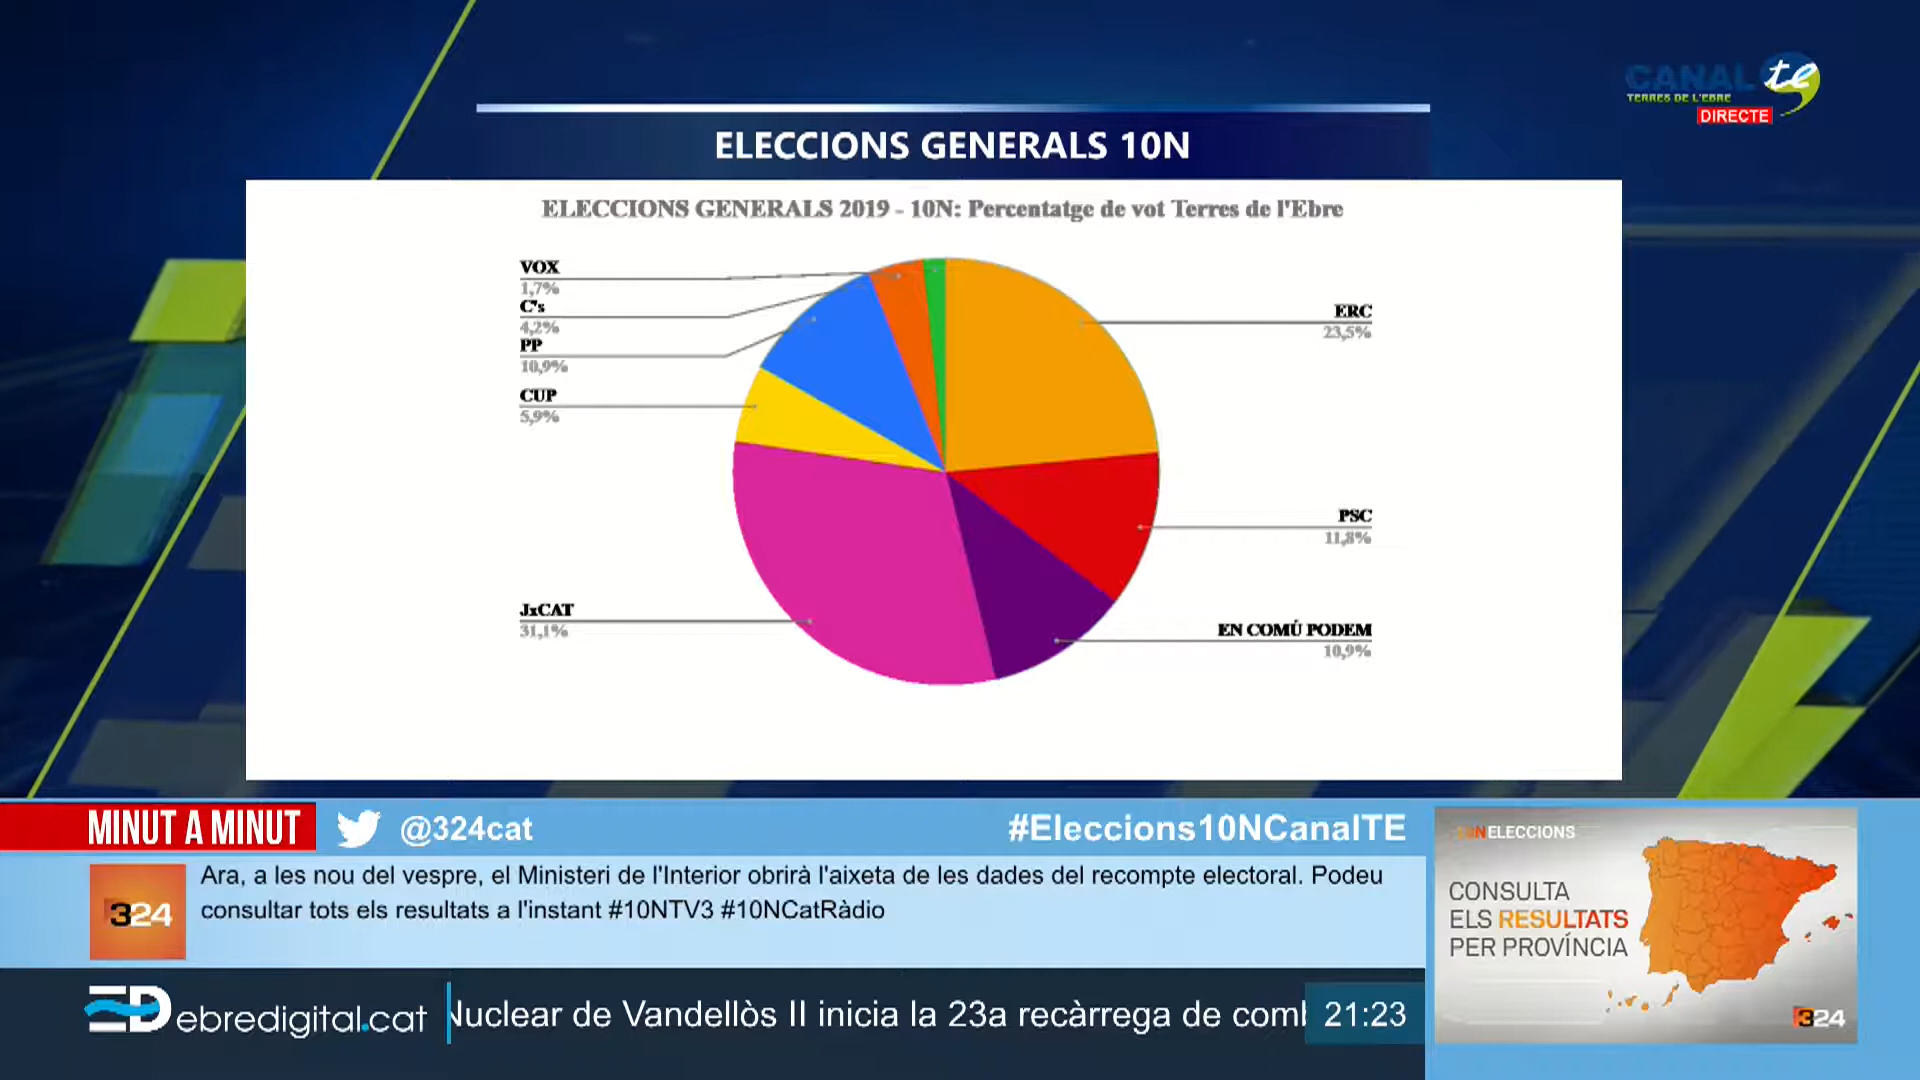 CANAL te
TERRES DE L'EBRE
DIRECTE
ELECCIONS GENERALS 10N
ELECCIONS GENERALS 2019 - 10N: Percentatge de vot Terres de l'Ebre
VOX
1,7%
C's
4,2%
PP
10,9%
CUP
5,9%
JxCAT
31,1%
ERC
23,5%
PSC
11,8%
EN COMÚ PODEM
10,9%
MINUT A MINUT
@324cat
#Eleccions10NCanalTE
324
Ara, a les nou del vespre, el Ministeri de l'Interior obrirà l'aixeta de les dades del recompte electoral. Podeu
consultar tots els resultats a l'instant #10NTV3 #10NCatRàdio
10N ELECCIONS
CONSULTA
ELS RESULTATS
PER PROVÍNCIA
324
ED ebredigital.cat
Nuclear de Vandellòs II inicia la 23a recàrrega de
21:23